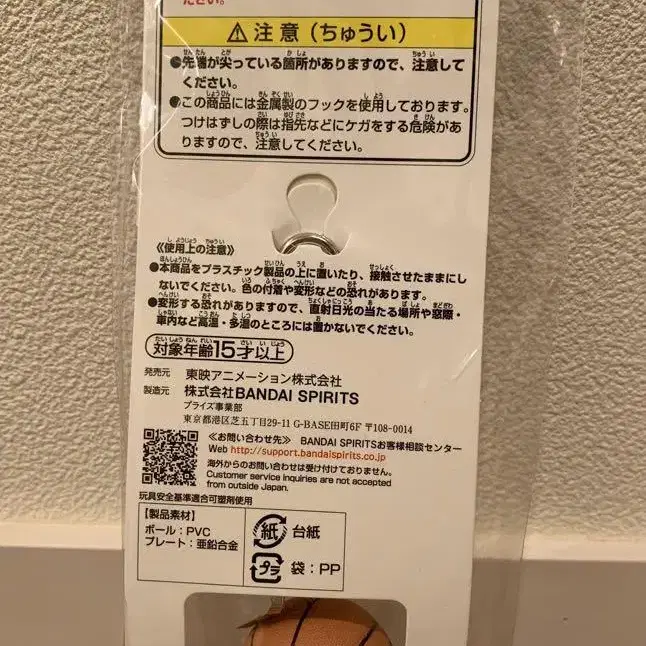 ださい。
⚠注意（ちゅうい）
●先端が尖っている箇所がありますので、注意して
ください。
●この商品には金属製のフックを使用しております。
つけはずしの際は指先などにケガをする危険があ
りますので、注意してください。
《使用上の注意》
●本商品をプラスチック製品の上に置いたり、接触させたままにし
ないでください。色の付着や変形などの恐れがあります。
●変形する恐れがありますので、直射日光の当たる場所や窓際・
車内など高温・多湿のところには置かないでください。
対象年齢15才以上
発売元 東映アニメーション株式会社
製造元 株式会社BANDAI SPIRITS
プライズ事業部
東京都港区芝五丁目29-11 G-BASE田町6F 〒108-0014
≪お問い合わせ先≫ BANDAI SPIRITSお客様相談センター
Web http://support.bandaispirits.co.jp
海外からのお問い合わせは受け付けておりません。
Customer service inquiries are not accepted
from outside Japan.
玩具安全基準適合可塑剤使用
【製品素材】
ボール：PVC
プレート：亜鉛合金
紙 台紙
プラ 袋：PP